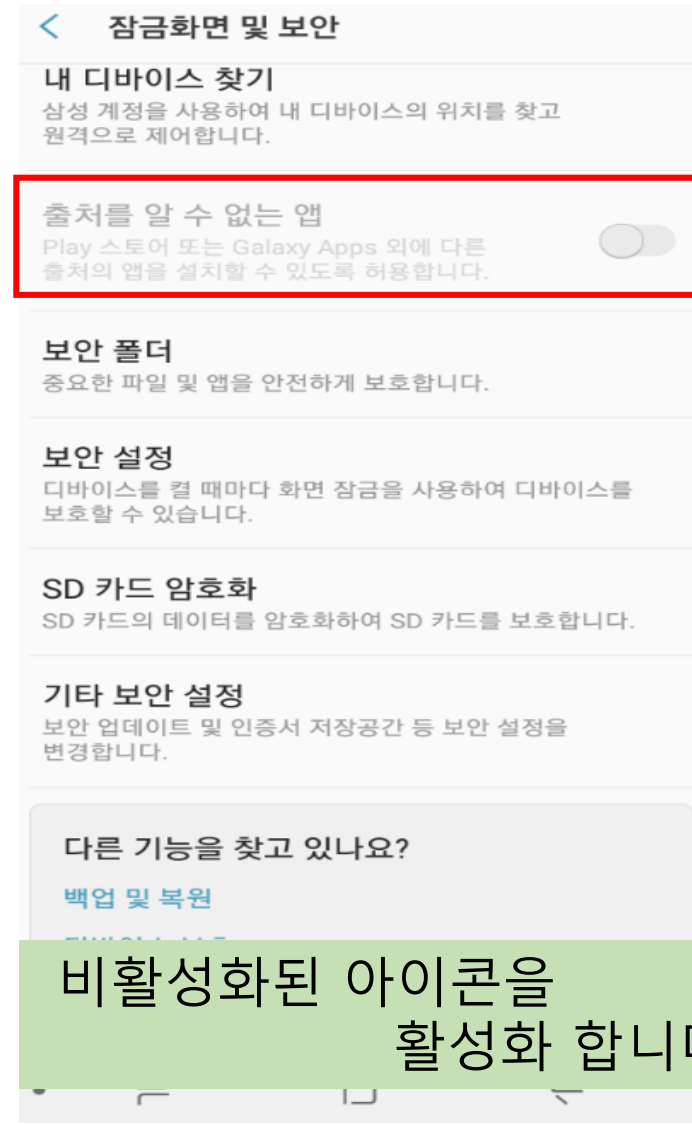 잠금화면 및 보안
내 디바이스 찾기
삼성 계정을 사용하여 내 디바이스의 위치를 찾고
원격으로 제어합니다.
출처를 알 수 없는 앱
Play 스토어 또는 Galaxy Apps 외에 다른
출처의 앱을 설치할 수 있도록 허용합니다.
보안 폴더
중요한 파일 및 앱을 안전하게 보호합니다.
보안 설정
디바이스를 켤 때마다 화면 잠금을 사용하여 디바이스를
보호할 수 있습니다.
SD 카드 암호화
SD 카드의 데이터를 암호화하여 SD 카드를 보호합니다.
기타 보안 설정
보안 업데이트 및 인증서 저장공간 등 보안 설정을
변경합니다.
다른 기능을 찾고 있나요?
백업 및 복원
비활성화된 아이콘을
활성화 합니